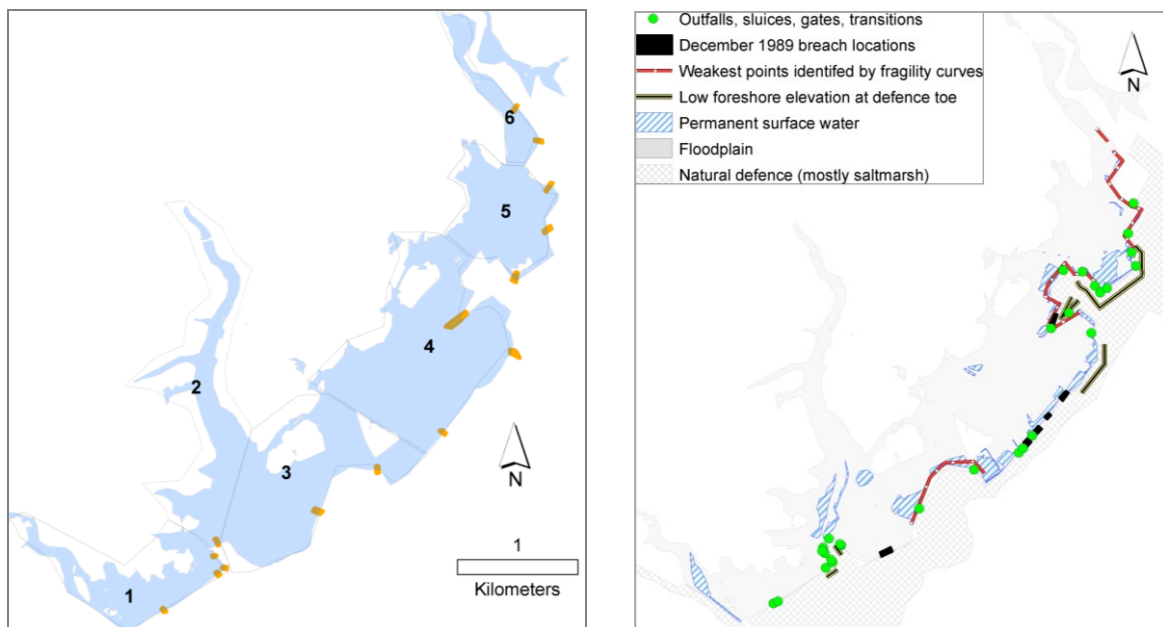 6
5
4
2
3
1
N
1
Kilometers
Outfalls, sluices, gates, transitions
December 1989 breach locations
Weakest points identifed by fragility curves
Low foreshore elevation at defence toe
Permanent surface water
Floodplain
Natural defence (mostly saltmarsh)
N